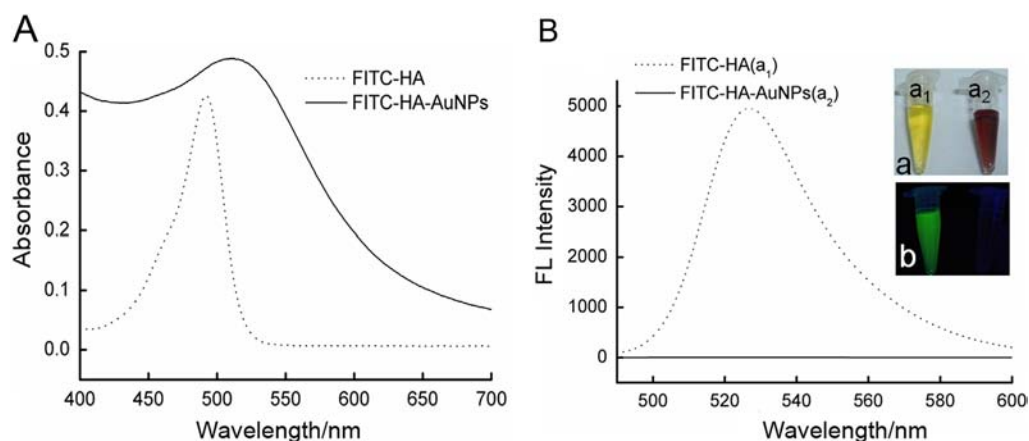 A
Absorbance
0.5
0.4
0.3
0.2
0.1
0.0
FITC-HA
FITC-HA-AuNPs
400 450 500 550 600 650 700
Wavelength/nm
B
FL Intensity
5000
4000
3000
2000
1000
0
FITC-HA(a₁)
FITC-HA-AuNPs(a₂)
a₁ a₂
a
b
500 520 540 560 580 600
Wavelength/nm